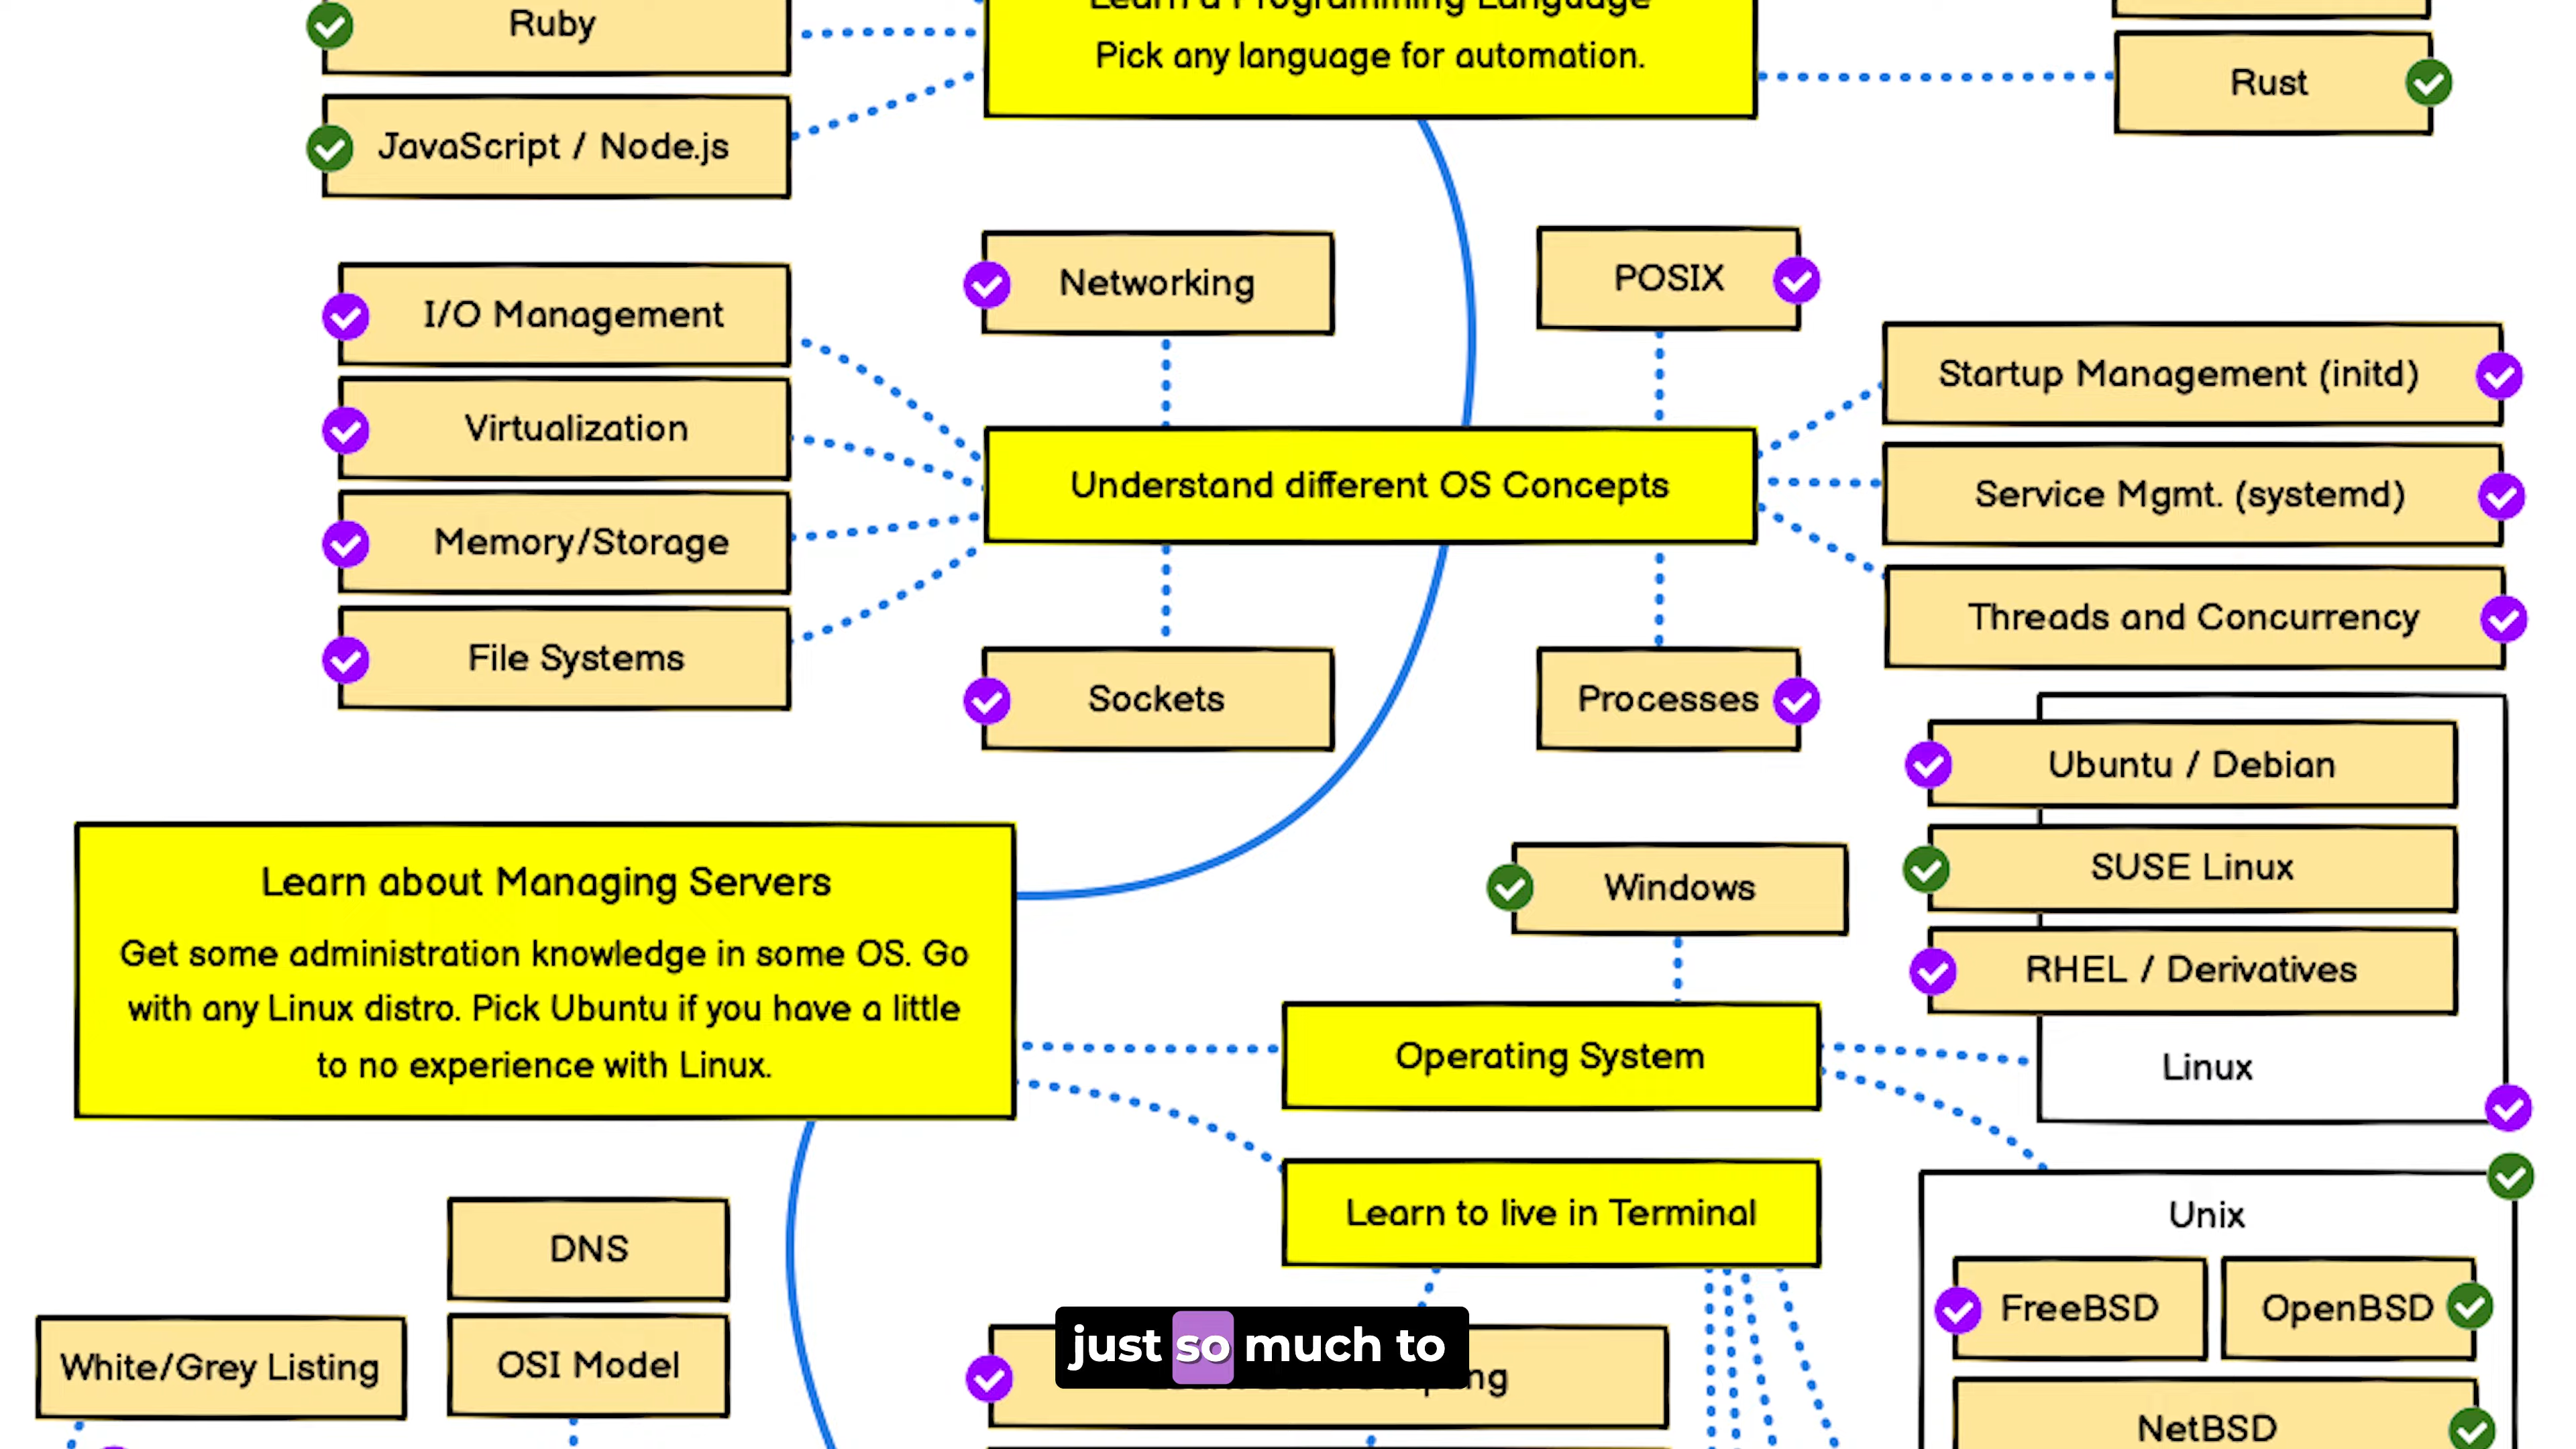 Learn a Programming Language
Pick any language for automation.
Ruby
JavaScript / Node.js
Rust
Networking
POSIX
I/O Management
Virtualization
Memory/Storage
File Systems
Understand different OS Concepts
Startup Management (initd)
Service Mgmt. (systemd)
Threads and Concurrency
Sockets
Processes
Ubuntu / Debian
SUSE Linux
RHEL / Derivatives
Linux
Learn about Managing Servers
Get some administration knowledge in some OS. Go
with any Linux distro. Pick Ubuntu if you have a little
to no experience with Linux.
Windows
Operating System
Learn to live in Terminal
Unix
FreeBSD
OpenBSD
NetBSD
DNS
OSI Model
White/Grey Listing
just so much to